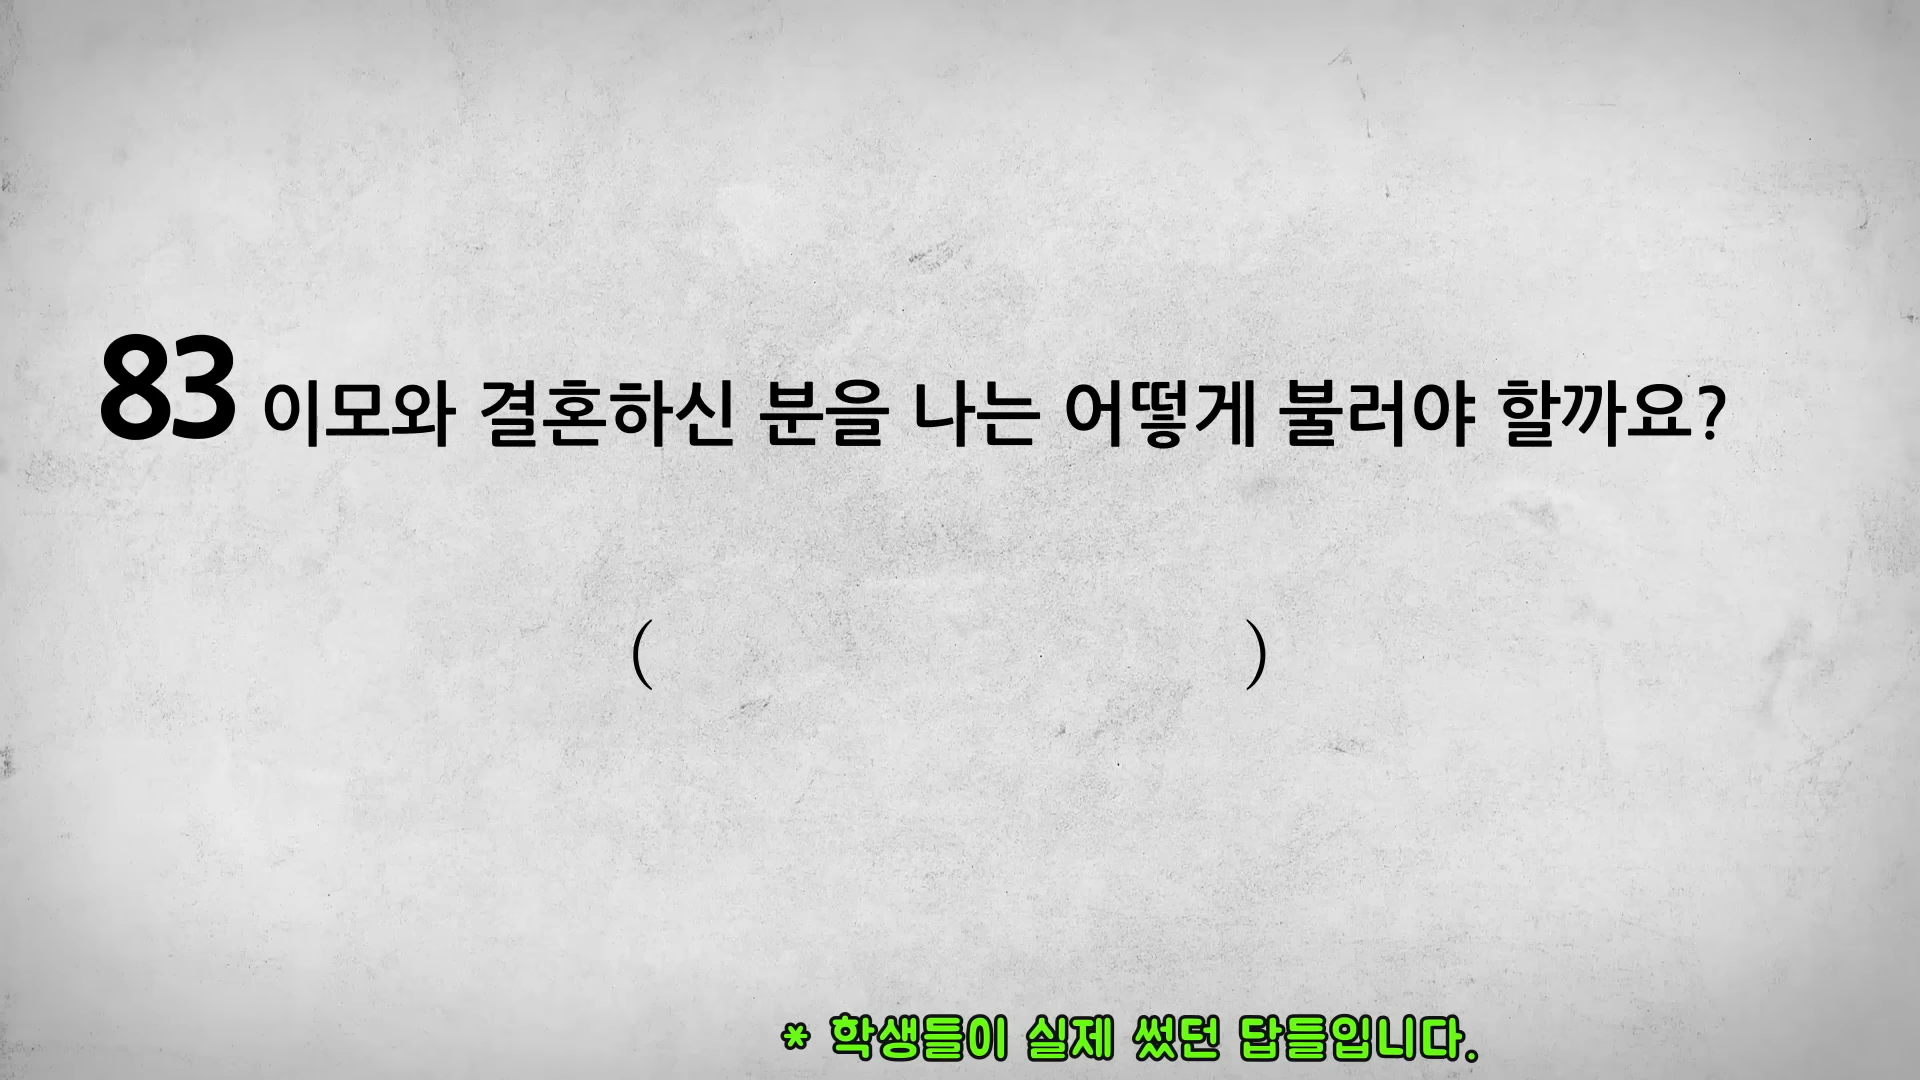 83 이모와 결혼하신 분을 나는 어떻게 불러야 할까요?
( )
* 학생들이 실제 썼던 답들입니다.